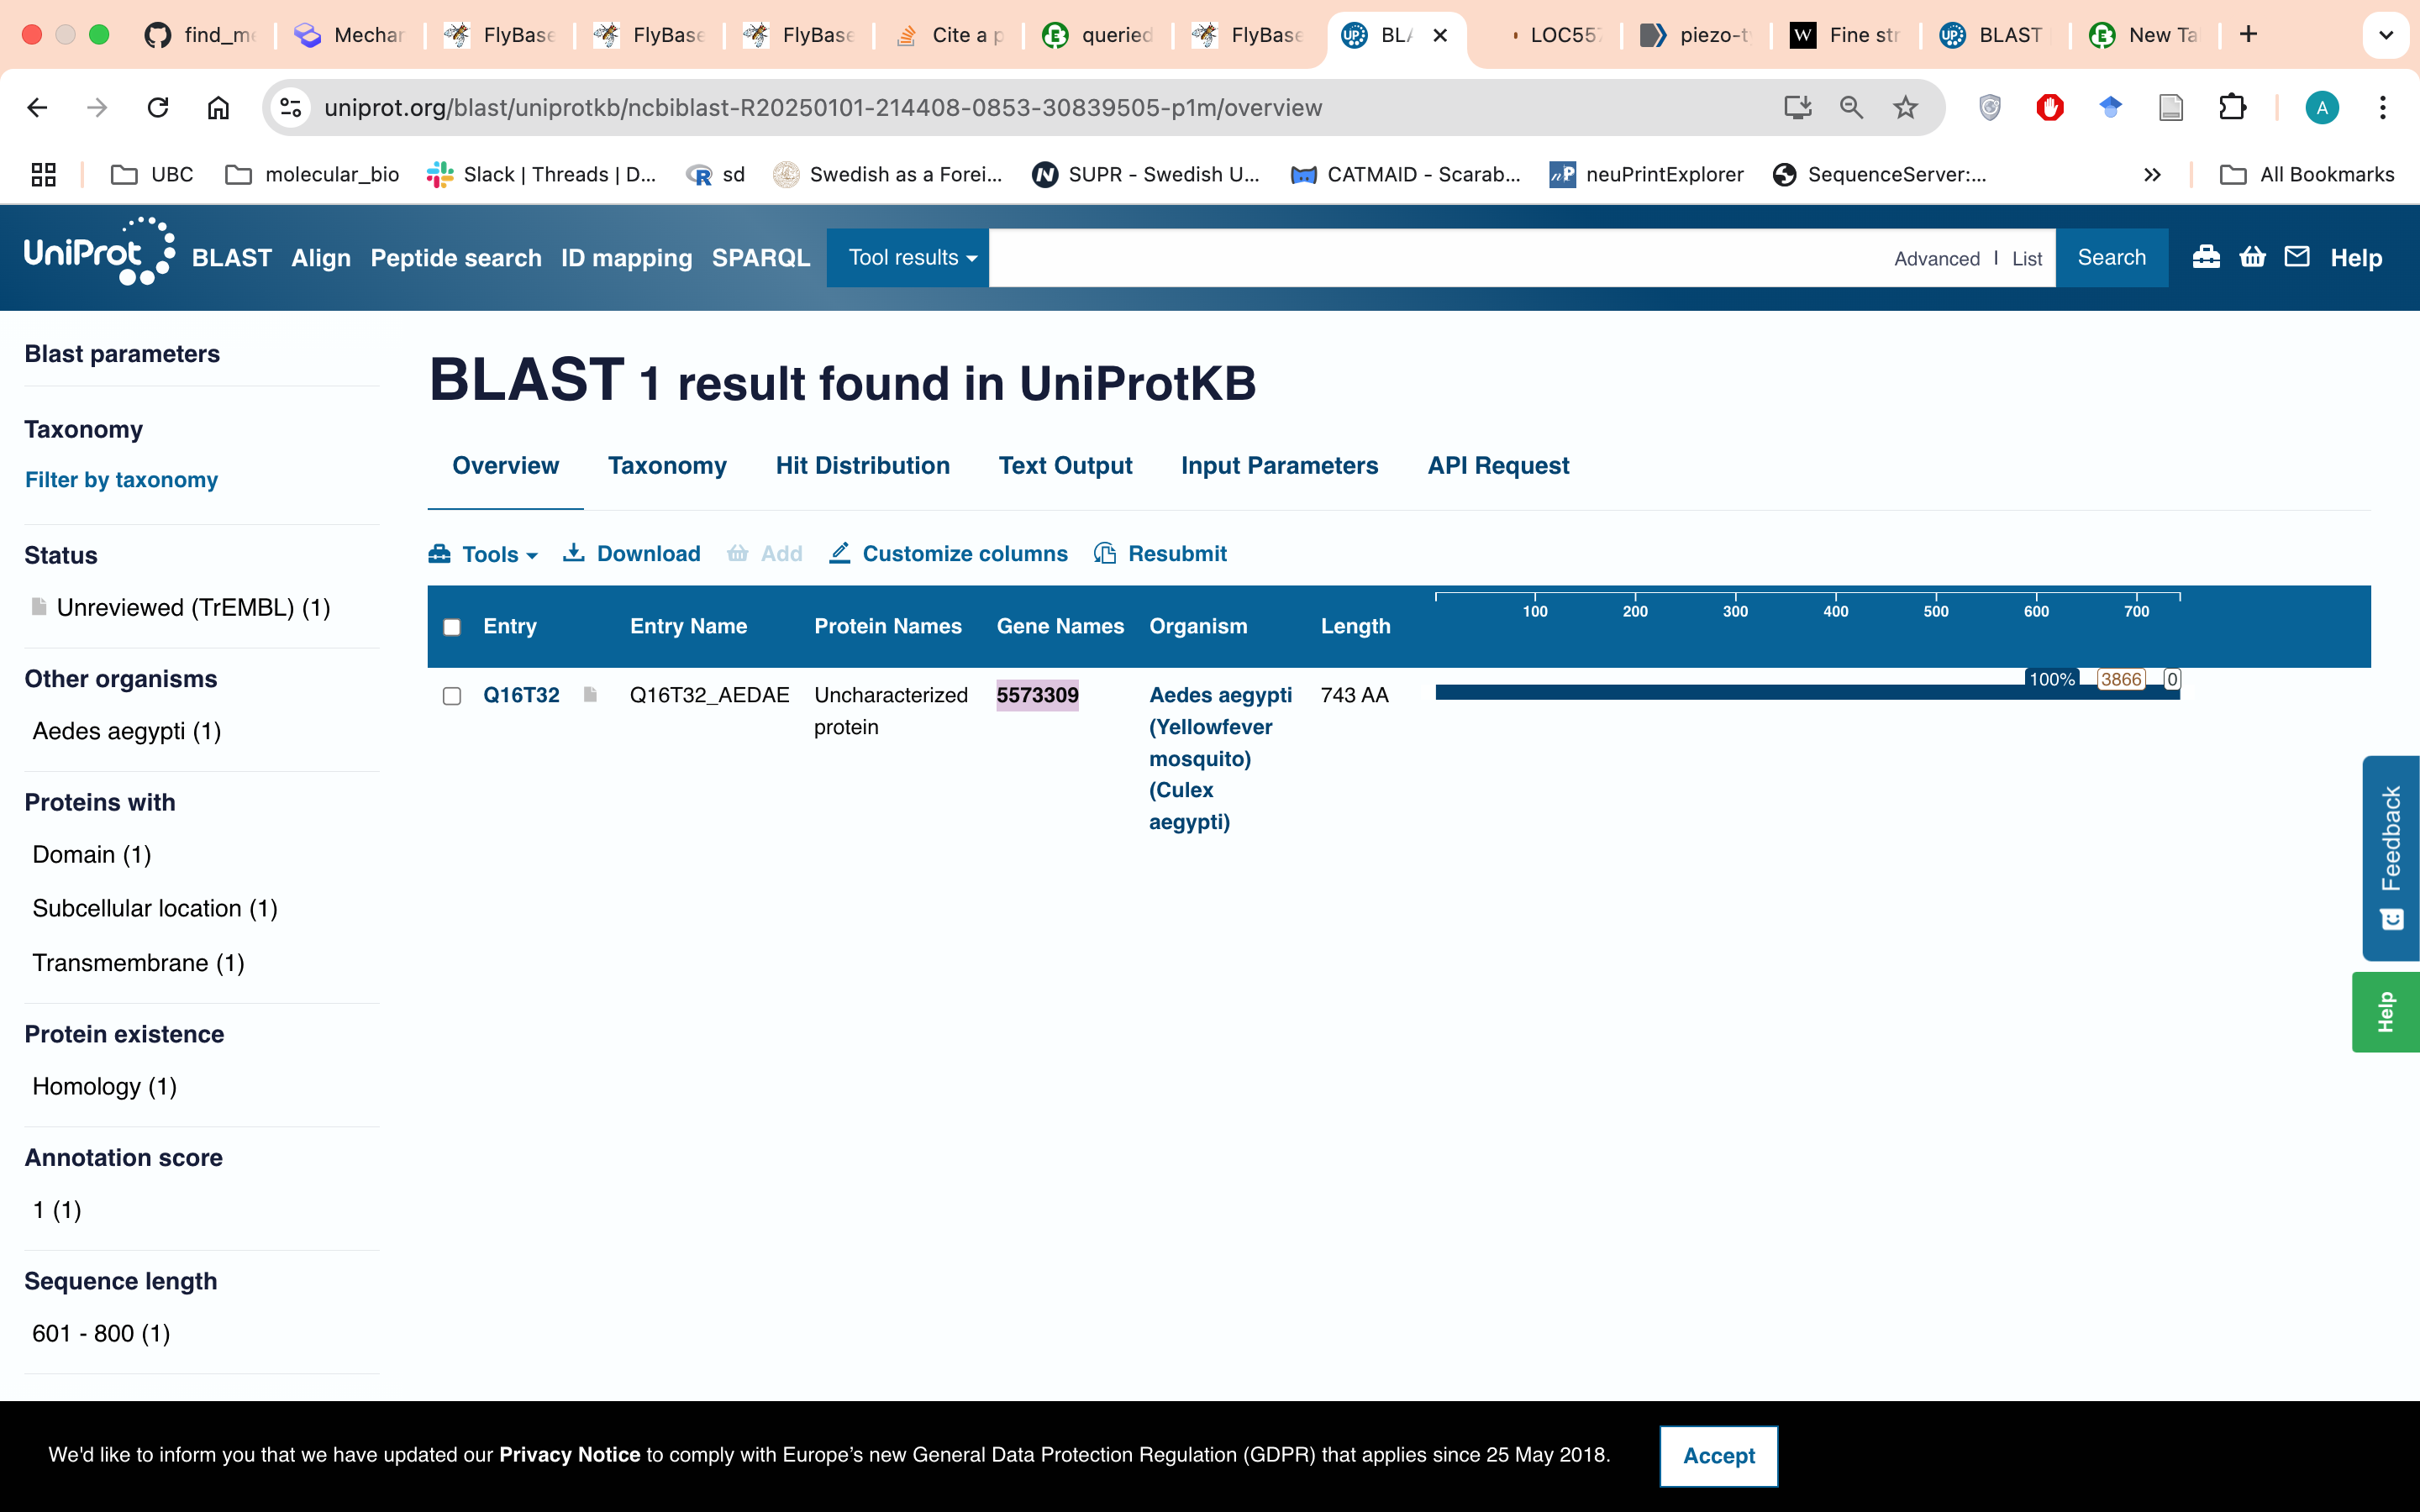 find_me
Mechan
FlyBase
FlyBase
FlyBase
Cite a p
queried
FlyBase
BLA
LOC557
piezo-ty
Fine str
BLAST
New Ta
uniprot.org/blast/uniprotkb/ncbiblast-R20250101-214408-0853-30839505-p1m/overview
A
UBC
molecular_bio
Slack | Threads | D...
sd
Swedish as a Forei...
SUPR - Swedish U...
CATMAID - Scarab...
neuPrintExplorer
SequenceServer:...
All Bookmarks
UniProt
BLAST Align Peptide search ID mapping SPARQL
Tool results
Advanced | List
Search
Help
Blast parameters
Taxonomy
Filter by taxonomy
Status
Unreviewed (TrEMBL) (1)
Other organisms
Aedes aegypti (1)
Proteins with
Domain (1)
Subcellular location (1)
Transmembrane (1)
Protein existence
Homology (1)
Annotation score
1 (1)
Sequence length
601 - 800 (1)
BLAST 1 result found in UniProtKB
Overview Taxonomy Hit Distribution Text Output Input Parameters API Request
Tools Download Add Customize columns Resubmit
Entry Entry Name Protein Names Gene Names Organism Length
100 200 300 400 500 600 700
Q16T32 Q16T32_AEDAE Uncharacterized protein 5573309
Aedes aegypti
(Yellowfever
mosquito)
(Culex
aegypti)
743 AA
100% 3866 0
Feedback
Help
We'd like to inform you that we have updated our Privacy Notice to comply with Europe’s new General Data Protection Regulation (GDPR) that applies since 25 May 2018.
Accept